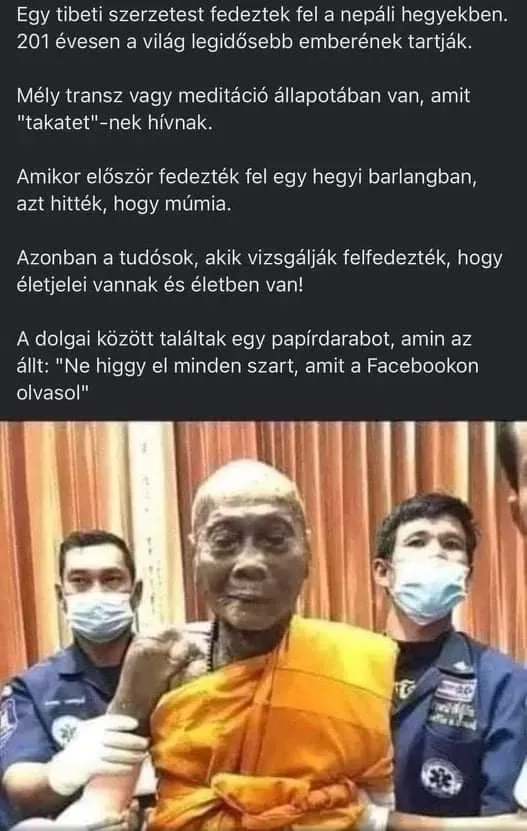 Egy tibeti szerzetest fedeztek fel a nepáli hegyekben.
201 évesen a világ legidősebb emberének tartják.
Mély transz vagy meditáció állapotában van, amit
"takatet"-nek hívnak.
Amikor először fedezték fel egy hegyi barlangban,
azt hitték, hogy múmia.
Azonban a tudósok, akik vizsgálják felfedezték, hogy
életjelei vannak és életben van!
A dolgai között találtak egy papírdarabot, amin az
állt: "Ne higgy el minden szart, amit a Facebookon
olvasol"